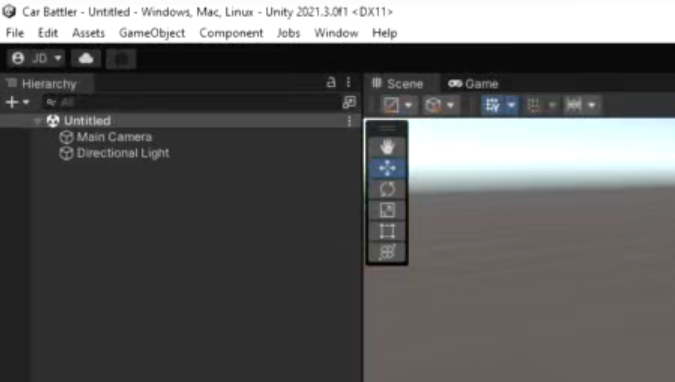 Car Battler - Untitled - Windows, Mac, Linux - Unity 2021.3.0f1 <DX11>
File Edit Assets GameObject Component Jobs Window Help
JD
Hierarchy
Scene Game
All
Untitled
Main Camera
Directional Light